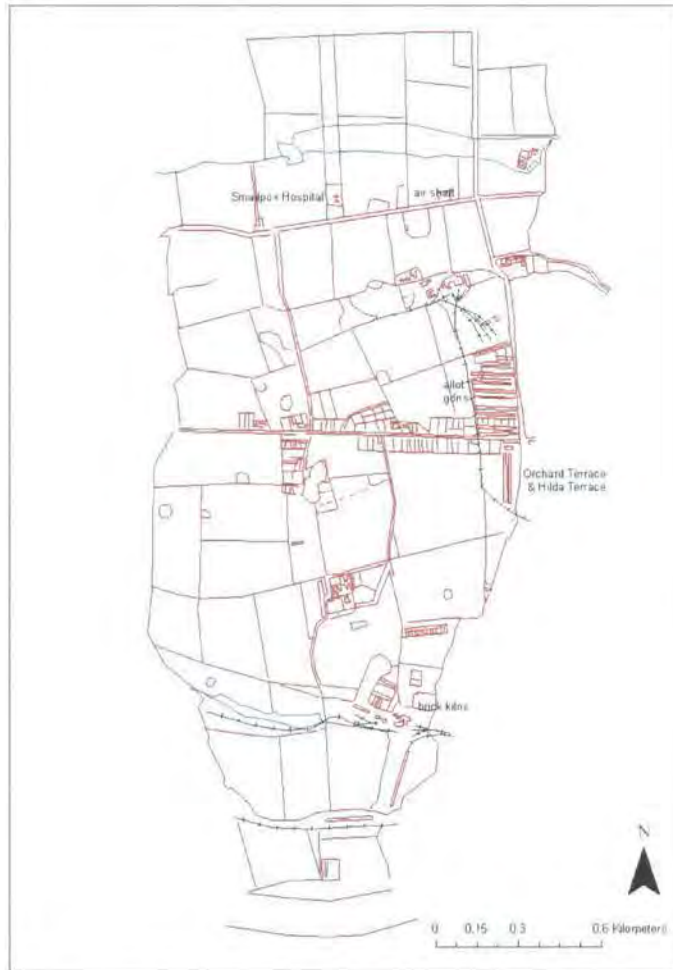 Smallpox Hospital
air shaft
allot
gdns
Orchard Terrace
& Hilda Terrace
brick kilns
N
0 0.15 0.3 0.6 Kilometers